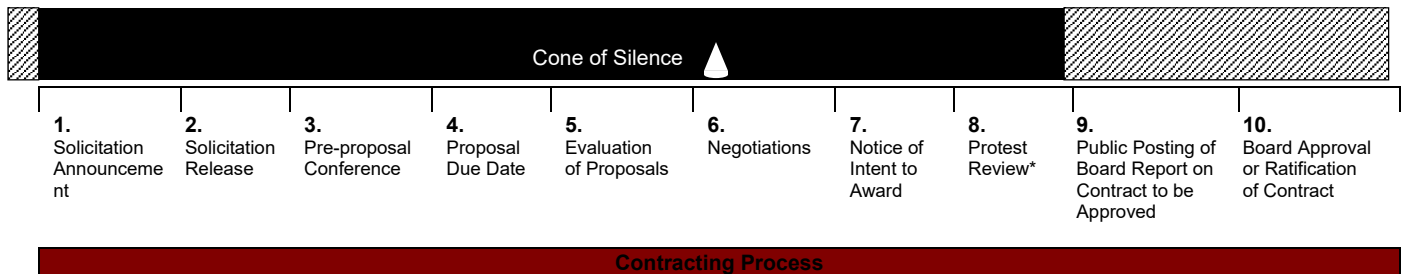 Cone of Silence
1.
Solicitation
Announceme
nt
2.
Solicitation
Release
3.
Pre-proposal
Conference
4.
Proposal
Due Date
5.
Evaluation
of Proposals
6.
Negotiations
7.
Notice of
Intent to
Award
8.
Protest
Review*
9.
Public Posting of
Board Report on
Contract to be
Approved
10.
Board Approval
or Ratification
of Contract
Contracting Process